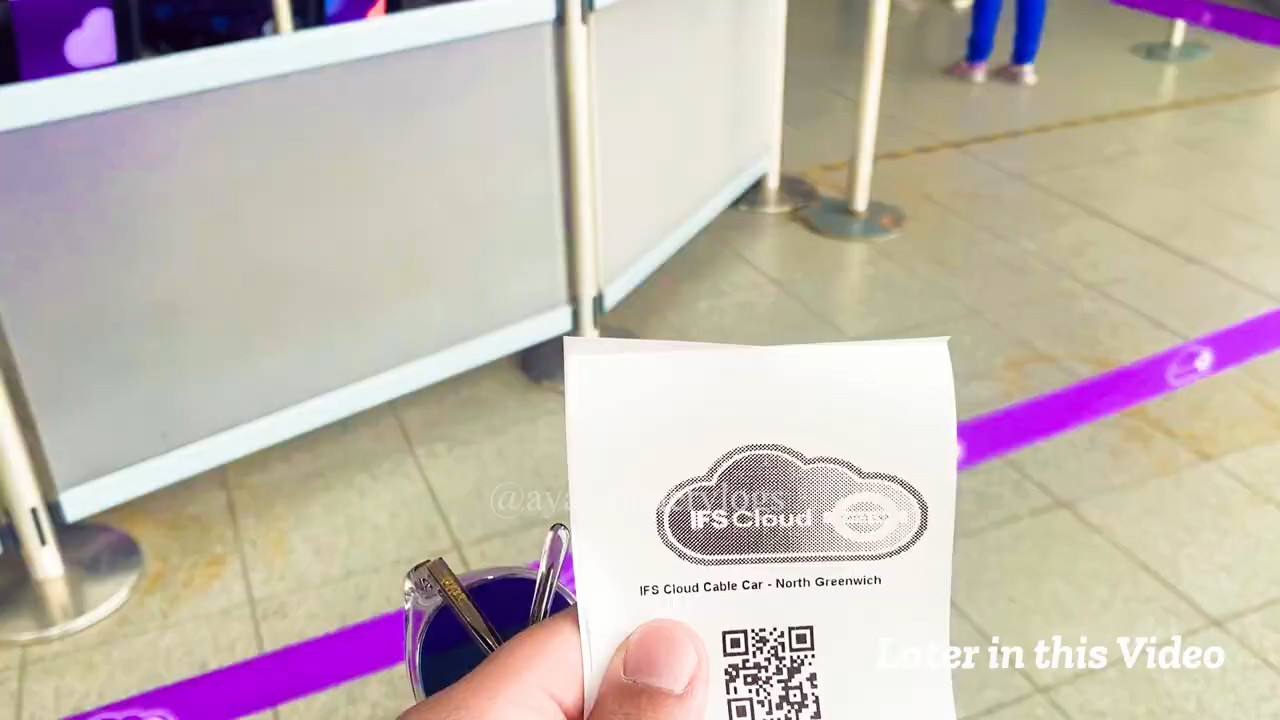 IFS Cloud
IFS Cloud Cable Car - North Greenwich
Later in this Video